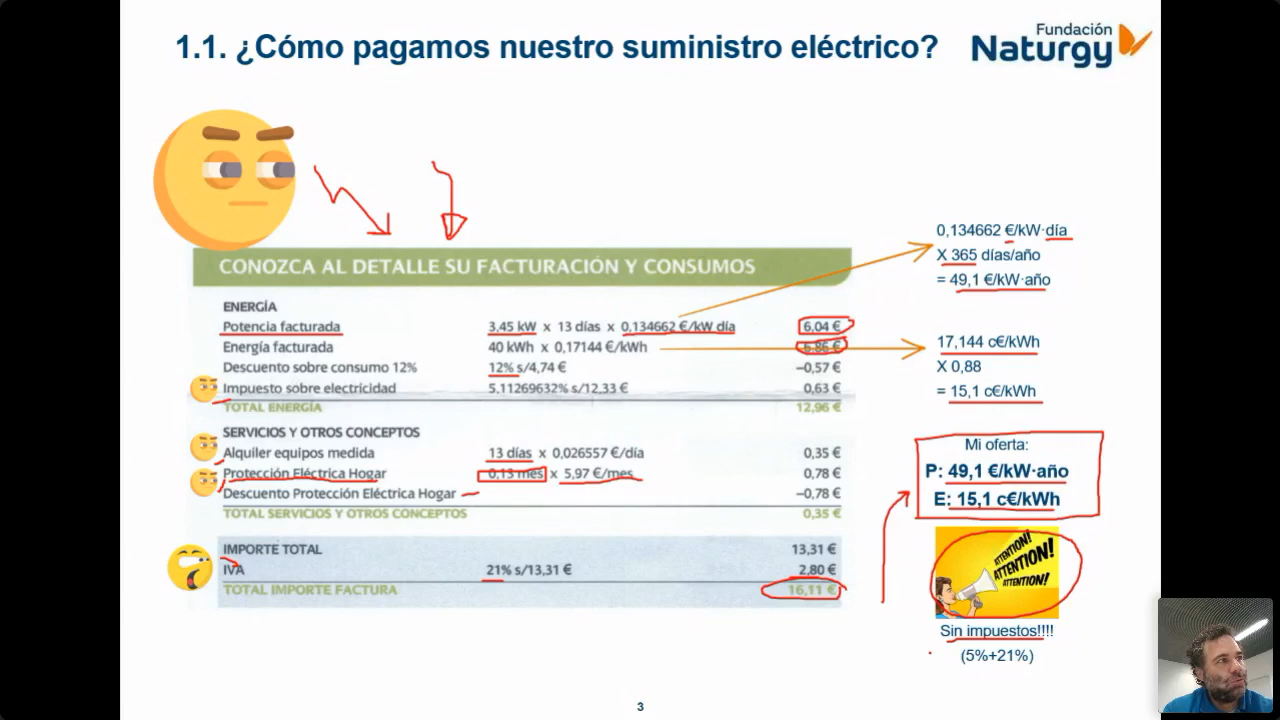 1.1. ¿Cómo pagamos nuestro suministro eléctrico?
Fundación
Naturgy
CONOZCA AL DETALLE SU FACTURACIÓN Y CONSUMOS
ENERGÍA
Potencia facturada 3,45 kW x 13 días x 0,134662 €/kW día 6,04 €
Energía facturada 40 kWh x 0,17144 €/kWh 6,86 €
Descuento sobre consumo 12% 12% s/4,74 € –0,57 €
Impuesto sobre electricidad 5,11269632% s/12,33 € 0,63 €
TOTAL ENERGÍA 12,96 €
SERVICIOS Y OTROS CONCEPTOS
Alquiler equipos medida 13 días x 0,026557 €/día 0,35 €
Protección Eléctrica Hogar 0,13 mes x 5,97 €/mes 0,78 €
Descuento Protección Eléctrica Hogar –0,78 €
TOTAL SERVICIOS Y OTROS CONCEPTOS 0,35 €
IMPORTE TOTAL 13,31 €
IVA 21% s/13,31 € 2,80 €
TOTAL IMPORTE FACTURA 16,11 €
0,134662 €/kW·día
X 365 días/año
= 49,1 €/kW·año
17,144 c€/kWh
X 0,88
= 15,1 c€/kWh
Mi oferta:
P: 49,1 €/kW·año
E: 15,1 c€/kWh
ATTENTION!
ATTENTION!
ATTENTION!
Sin impuestos!!!!
(5%+21%)
3